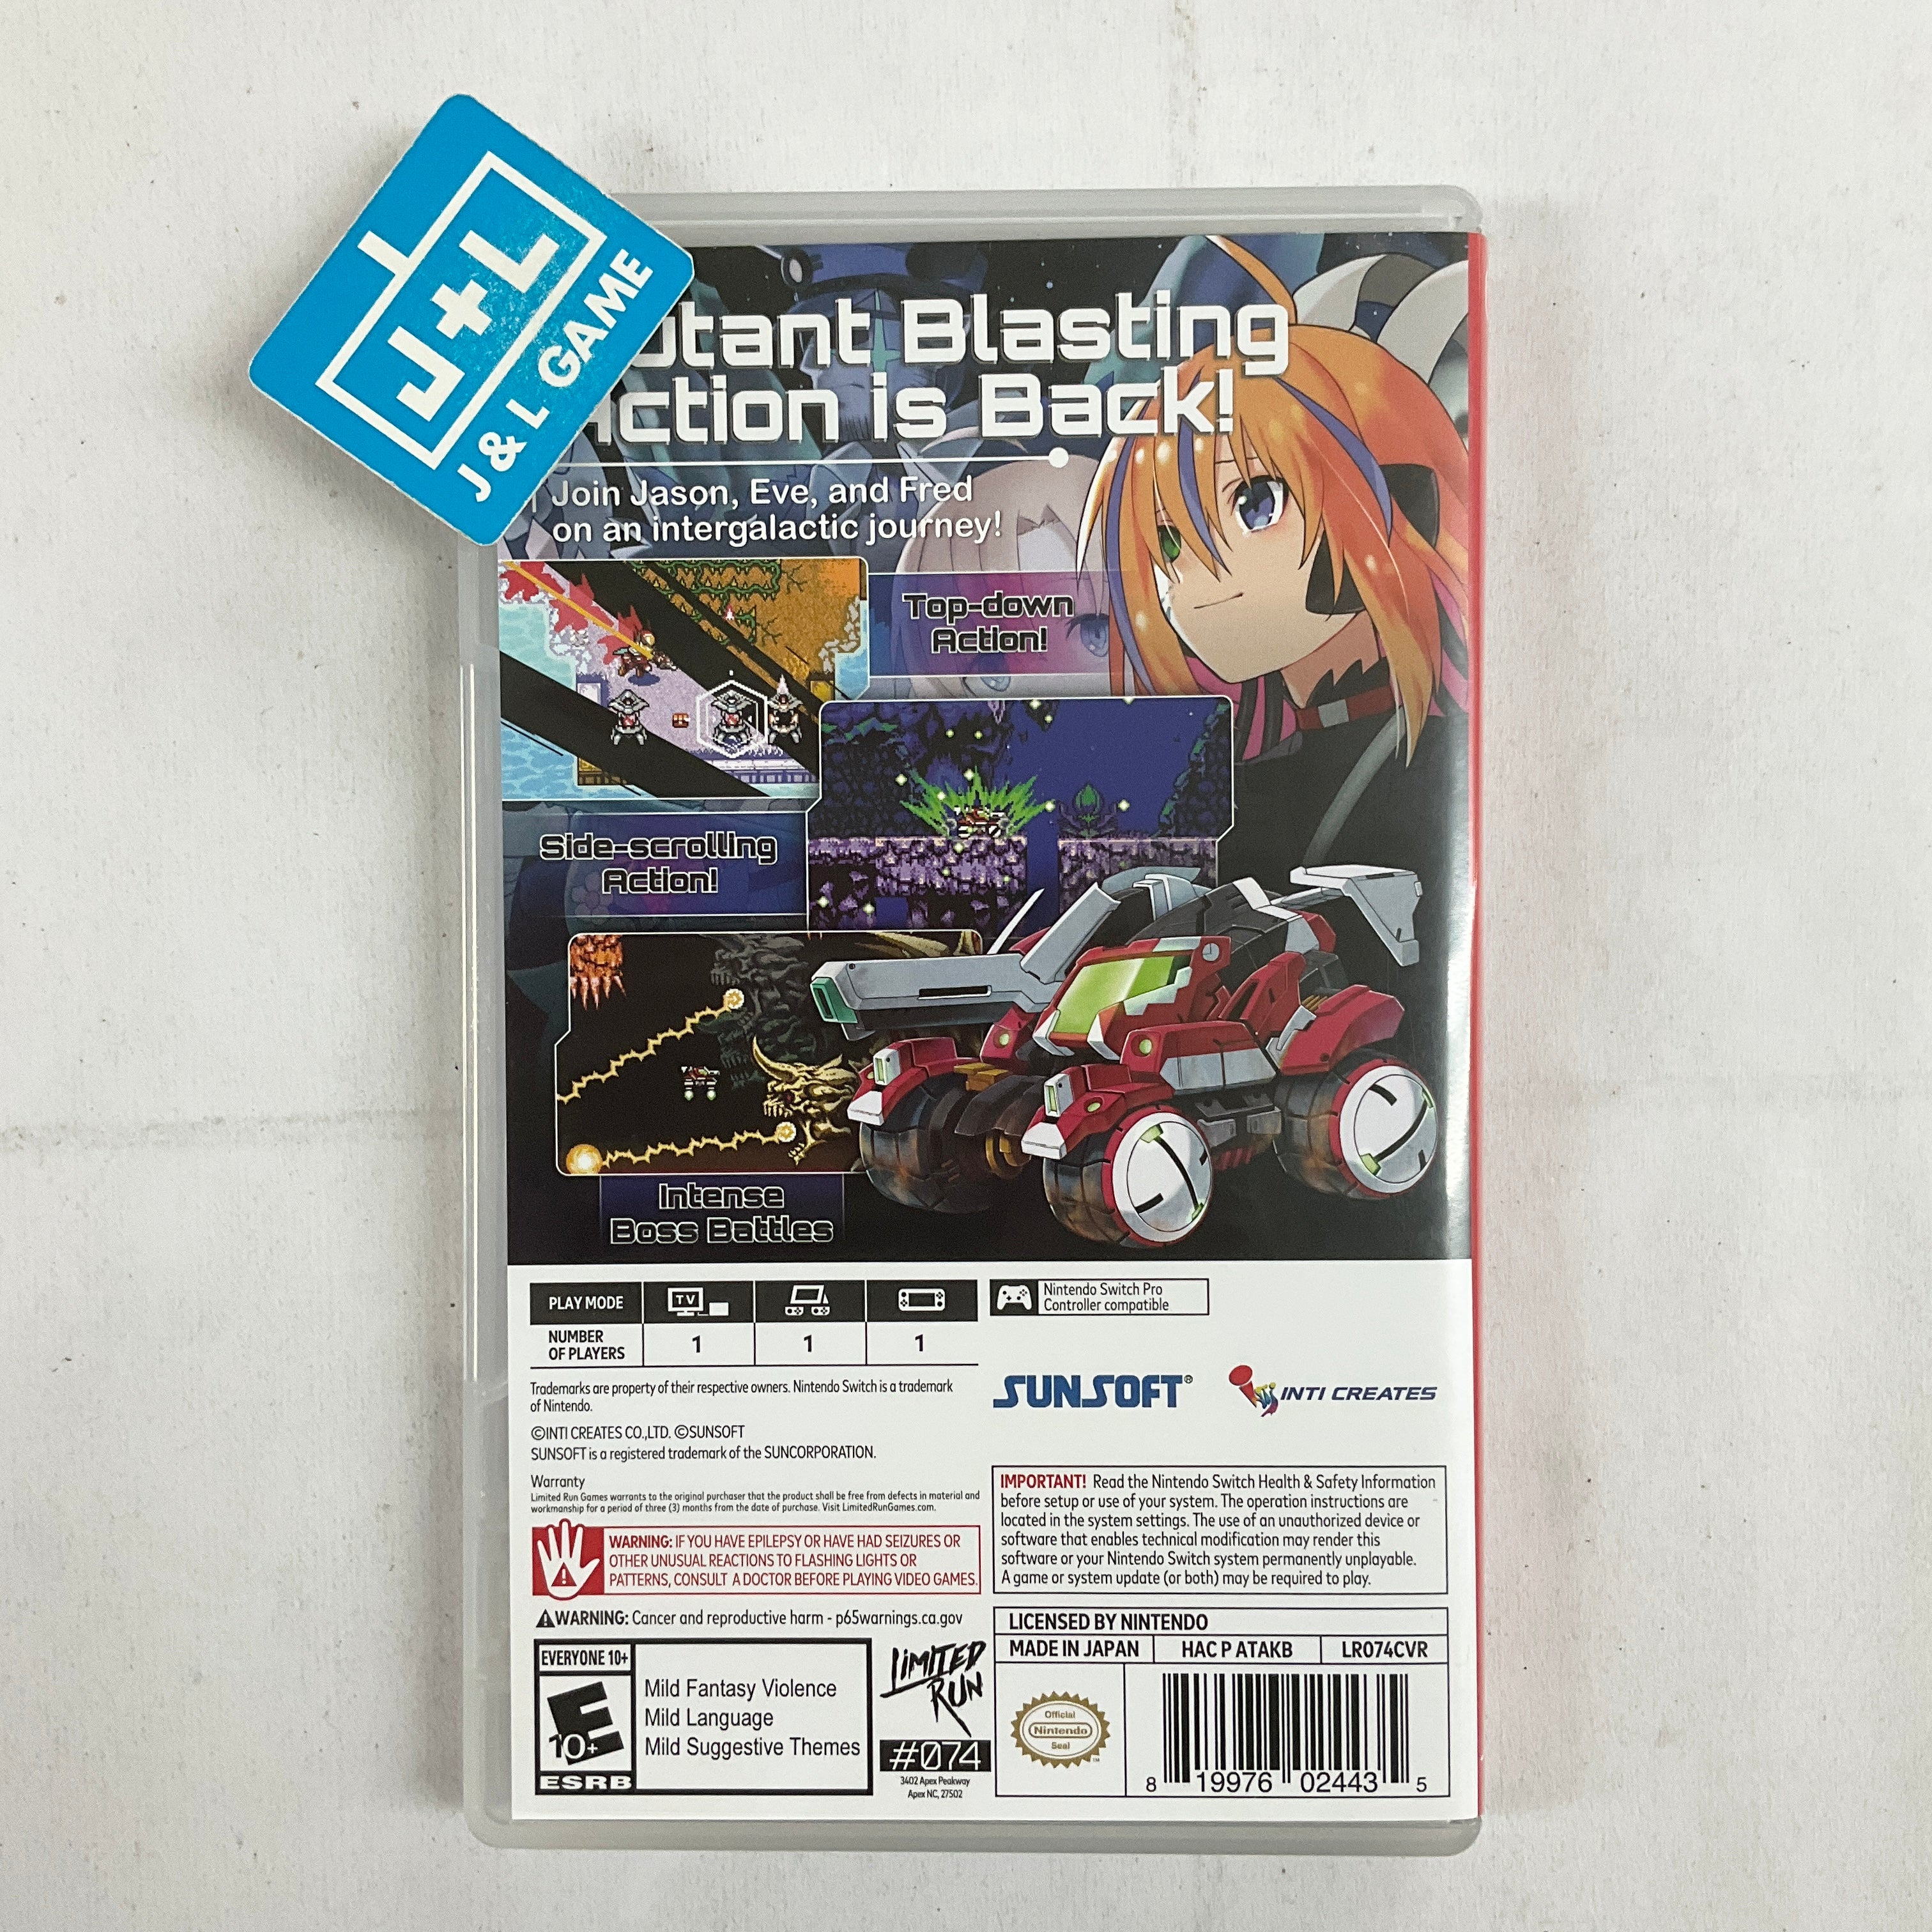 J+L
J & L GAME
Blasting
is Back!
Join Jason, Eve, and Fred
on an intergalactic journey!
Top-down
Action!
Side-scrolling
Action!
Intense
Boss Battles
PLAY MODE
TV
NUMBER
OF PLAYERS
1
1
1
Nintendo Switch Pro
Controller compatible
Trademarks are property of their respective owners. Nintendo Switch is a trademark
of Nintendo.
©INTI CREATES CO.,LTD. ©SUNSOFT
SUNSOFT is a registered trademark of the SUNCORPORATION.
SUNSOFT®
INTI CREATES
Warranty
Limited Run Games warrants to the original purchaser that the product shall be free from defects in material and
workmanship for a period of three (3) months from the date of purchase. Visit LimitedRunGames.com.
WARNING: IF YOU HAVE EPILEPSY OR HAVE HAD SEIZURES OR
OTHER UNUSUAL REACTIONS TO FLASHING LIGHTS OR
PATTERNS, CONSULT A DOCTOR BEFORE PLAYING VIDEO GAMES.
WARNING: Cancer and reproductive harm - p65warnings.ca.gov
IMPORTANT! Read the Nintendo Switch Health & Safety Information
before setup or use of your system. The operation instructions are
located in the system settings. The use of an unauthorized device or
software that enables technical modification may render this
software or your Nintendo Switch system permanently unplayable.
A game or system update (or both) may be required to play.
EVERYONE 10+
E
10+
ESRB
Mild Fantasy Violence
Mild Language
Mild Suggestive Themes
LIMITED
RUN
#074
3402 Apex Peakway
Apex NC, 27502
LICENSED BY NINTENDO
MADE IN JAPAN
HAC P ATAKB
LR074CVR
Official
Nintendo
Seal
TM
8 19976 02443 5